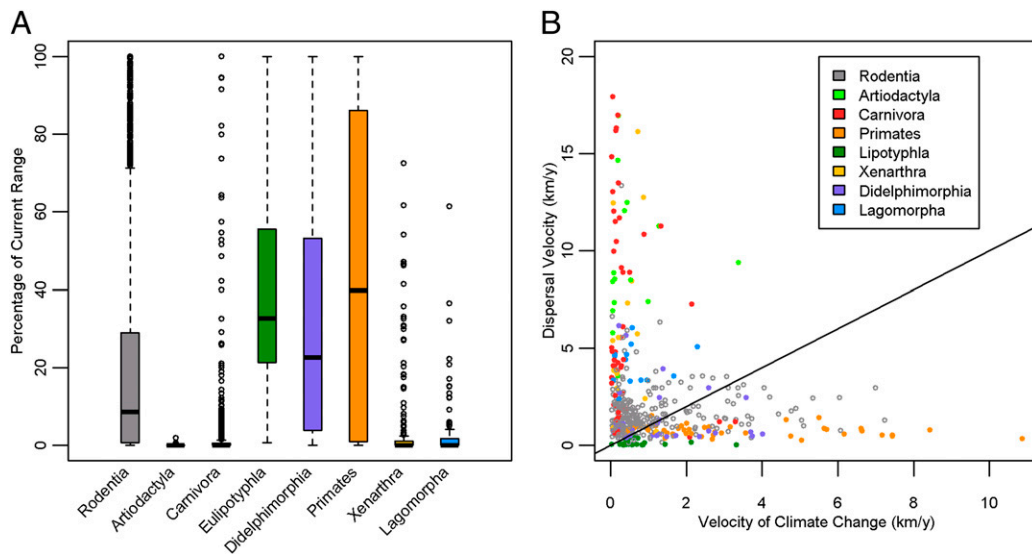 A
Percentage of Current Range
100
80
60
40
20
0
Rodentia
Artiodactyla
Carnivora
Eulipotyphla
Didelphimorphia
Primates
Xenarthra
Lagomorpha
B
Dispersal Velocity (km/y)
20
15
10
5
0
Rodentia
Artiodactyla
Carnivora
Primates
Lipotyphla
Xenarthra
Didelphimorphia
Lagomorpha
0 2 4 6 8 10
Velocity of Climate Change (km/y)